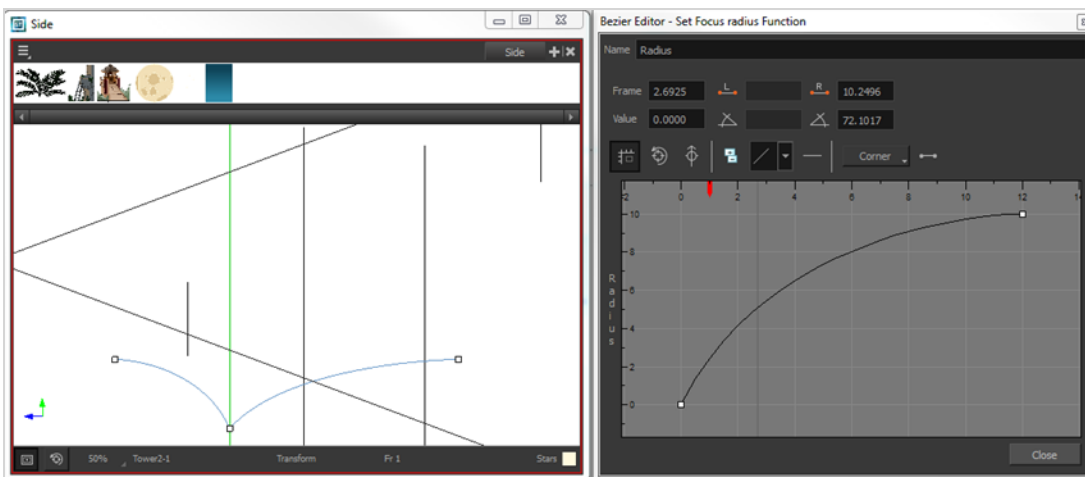 Side
Side
50% Tower2-1 Transform Fr 1 Stars
Bezier Editor - Set Focus radius Function
Name Radius
Frame 2.6925 L R 10.2496
Value 0.0000 72.1017
Corner
-2 0 2 4 6 8 10 12 14
10
8
6
4
2
0
Radius
Close